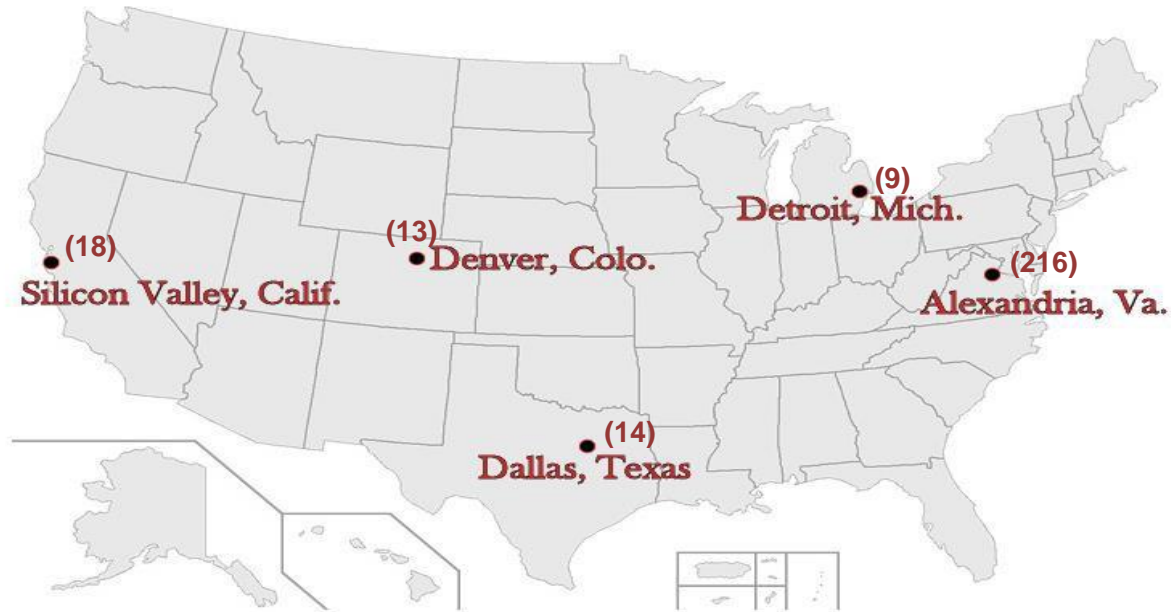 (9)
Detroit, Mich.
(13)
Denver, Colo.
(18)
Silicon Valley, Calif.
(216)
Alexandria, Va.
(14)
Dallas, Texas